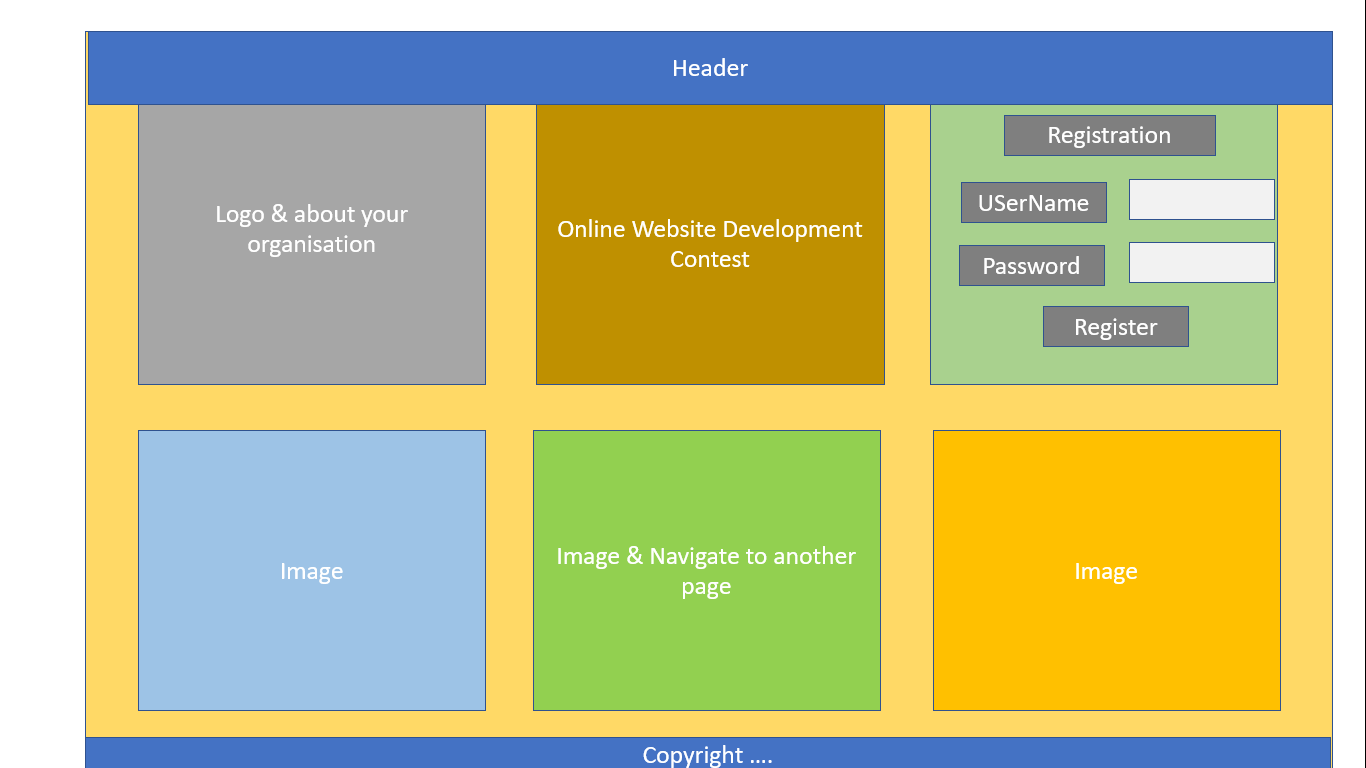 Header
Logo & about your
organisation
Online Website Development
Contest
Registration
USerName
Password
Register
Image
Image & Navigate to another
page
Image
Copyright ....